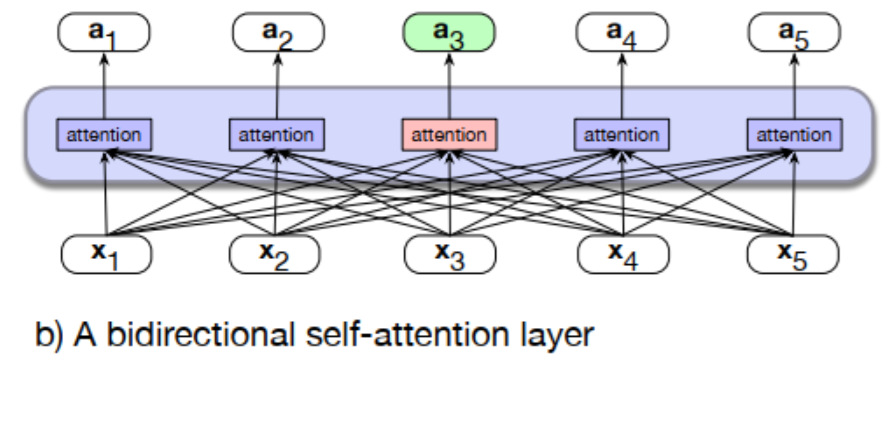 a1 a2 a3 a4 a5
attention attention attention attention attention
x1 x2 x3 x4 x5
b) A bidirectional self-attention layer